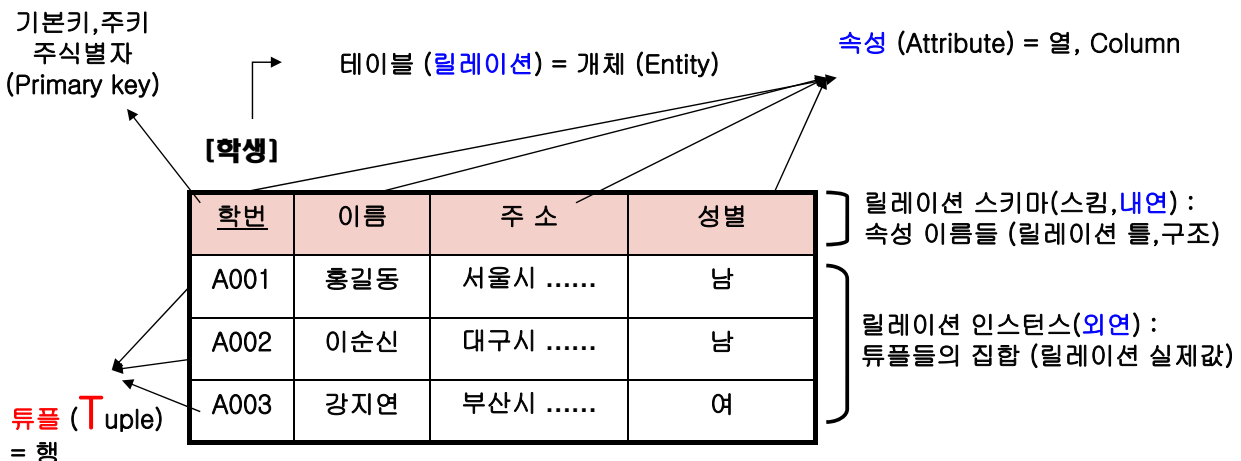 기본키,주키
주식별자
(Primary key)
테이블 (릴레이션) = 개체 (Entity)
속성 (Attribute) = 열, Column
[학생]
학번 이름 주 소 성별
A001 홍길동 서울시 ...... 남
A002 이순신 대구시 ...... 남
A003 강지연 부산시 ...... 여
릴레이션 스키마(스킴,내연) :
속성 이름들 (릴레이션 틀,구조)
릴레이션 인스턴스(외연) :
튜플들의 집합 (릴레이션 실제값)
튜플 (Tuple)
= 행